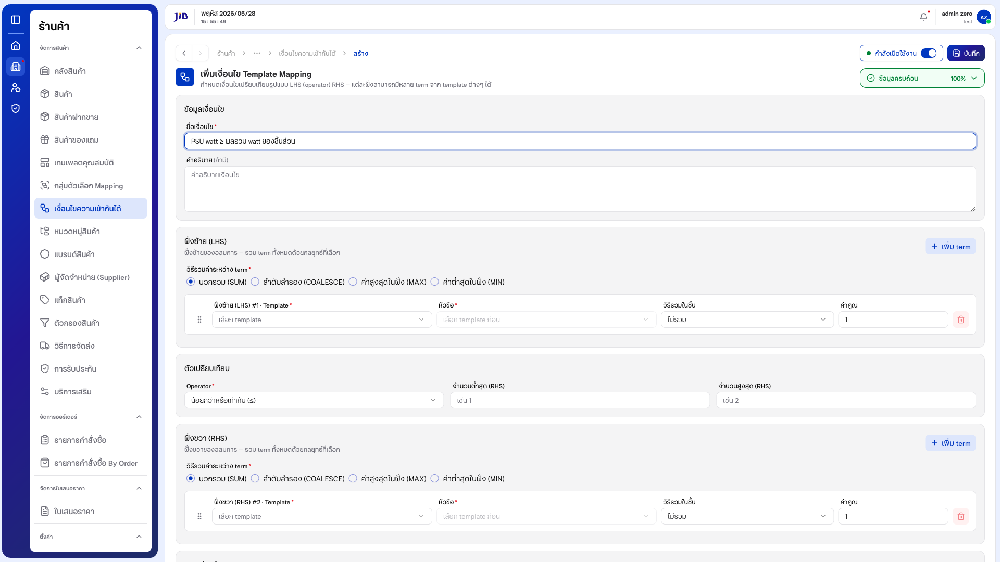 ร้านค้า
จัดการสินค้า
คลังสินค้า
สินค้า
สินค้าฝากขาย
สินค้าของแถม
เทมเพลตคุณสมบัติ
กลุ่มตัวเลือก Mapping
เงื่อนไขความเข้ากันได้
หมวดหมู่สินค้า
แบรนด์สินค้า
ผู้จัดจำหน่าย (Supplier)
แท็กสินค้า
ตัวกรองสินค้า
วิธีการจัดส่ง
การรับประกัน
บริการเสริม
จัดการออร์เดอร์
รายการคำสั่งซื้อ
รายการคำสั่งซื้อ By Order
จัดการใบเสนอราคา
ใบเสนอราคา
ตั้งค่า
JIB
พฤหัส 2026/05/28
15 : 55 : 49
admin zero
test
AZ
ร้านค้า > ··· > เงื่อนไขความเข้ากันได้ > สร้าง
กำลังเปิดใช้งาน
บันทึก
เพิ่มเงื่อนไข Template Mapping
กำหนดเงื่อนไขเปรียบเทียบรูปแบบ LHS (operator) RHS — แต่ละฝั่งสามารถมีหลาย term จาก template ต่างๆ ได้
ข้อมูลครบถ้วน 100%
ข้อมูลเงื่อนไข
ชื่อเงื่อนไข*
PSU watt ≥ ผลรวม watt ของชิ้นส่วน
คำอธิบาย (ถ้ามี)
คำอธิบายเงื่อนไข
ฝั่งซ้าย (LHS)
ฝั่งซ้ายของอสมการ — รวม term ทั้งหมดด้วยกลยุทธ์ที่เลือก
+ เพิ่ม term
วิธีรวมค่าระหว่าง term*
บวกรวม (SUM) ลำดับสำรอง (COALESCE) ค่าสูงสุดในฝั่ง (MAX) ค่าต่ำสุดในฝั่ง (MIN)
ฝั่งซ้าย (LHS) #1 · Template* หัวข้อ* วิธีรวมในชิ้น ค่าคูณ
เลือก template เลือก template ก่อน ไม่รวม 1
ตัวเปรียบเทียบ
Operator* จำนวนต่ำสุด (RHS) จำนวนสูงสุด (RHS)
น้อยกว่าหรือเท่ากับ (≤) เช่น 1 เช่น 2
ฝั่งขวา (RHS)
ฝั่งขวาของอสมการ — รวม term ทั้งหมดด้วยกลยุทธ์ที่เลือก
+ เพิ่ม term
วิธีรวมค่าระหว่าง term*
บวกรวม (SUM) ลำดับสำรอง (COALESCE) ค่าสูงสุดในฝั่ง (MAX) ค่าต่ำสุดในฝั่ง (MIN)
ฝั่งขวา (RHS) #2 · Template* หัวข้อ* วิธีรวมในชิ้น ค่าคูณ
เลือก template เลือก template ก่อน ไม่รวม 1